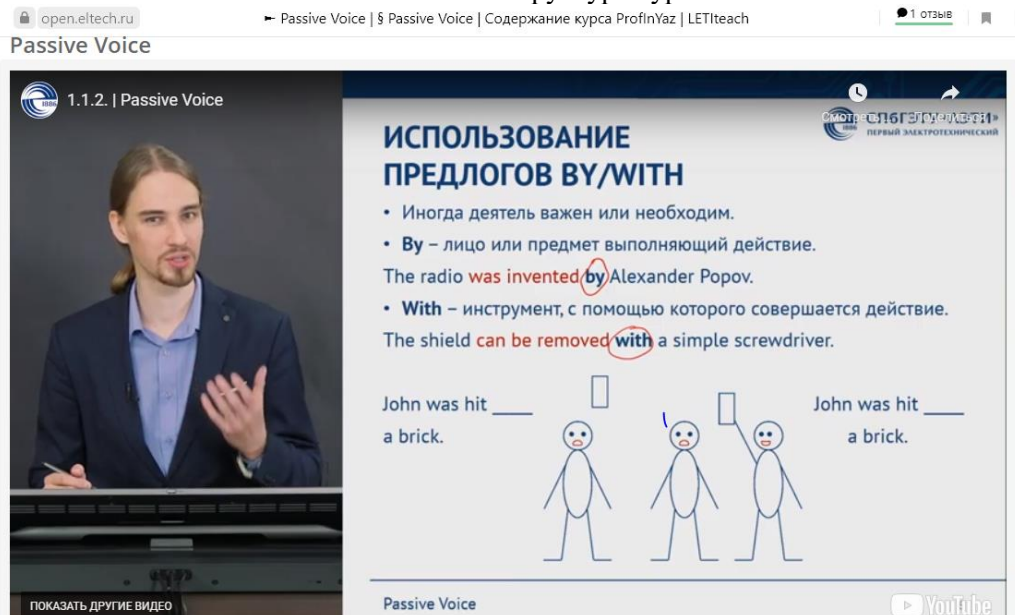 open.eltech.ru
Passive Voice | § Passive Voice | Содержание курса ProfInYaz | LETIteach
1 отзыв
Passive Voice
1.1.2. | Passive Voice
Смотреть... Поделиться
СПбГЭТУ «ЛЭТИ»
ПЕРВЫЙ ЭЛЕКТРОТЕХНИЧЕСКИЙ
ИСПОЛЬЗОВАНИЕ
ПРЕДЛОГОВ BY/WITH
• Иногда деятель важен или необходим.
• By – лицо или предмет выполняющий действие.
The radio was invented by Alexander Popov.
• With – инструмент, с помощью которого совершается действие.
The shield can be removed with a simple screwdriver.
John was hit ____
a brick.
John was hit ____
a brick.
Passive Voice
ПОКАЗАТЬ ДРУГИЕ ВИДЕО
YouTube
1886